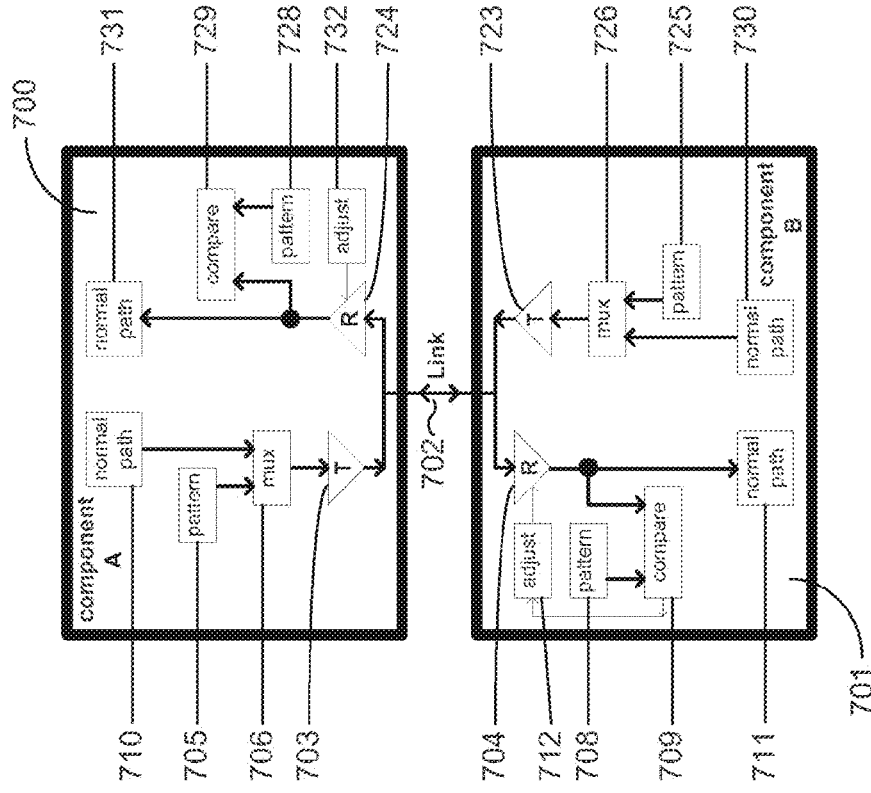 700
731
729
728
732
724
normal
path
compare
pattern
adjust
R
component
A
normal
path
pattern
mux
T
710
705
706
703
702
Link
723
726
725
730
T
mux
pattern
normal
path
component
B
R
adjust
pattern
compare
normal
path
704
712
708
709
711
701